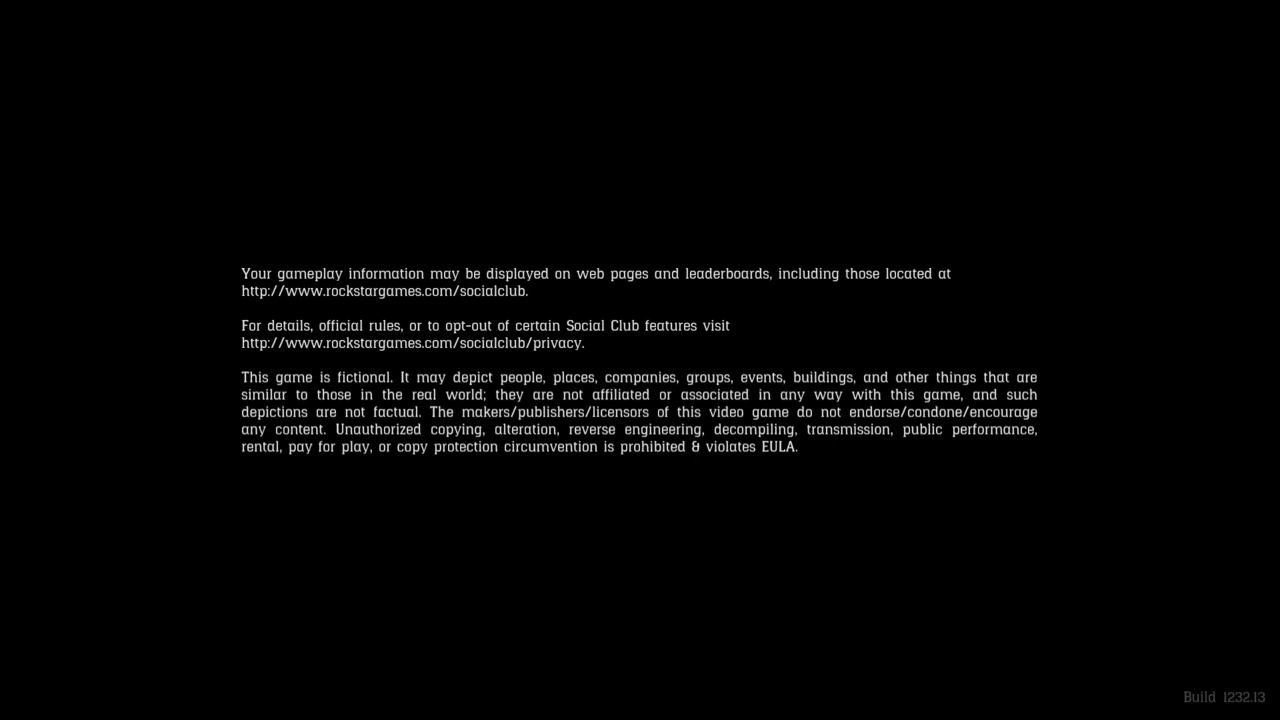 Your gameplay information may be displayed on web pages and leaderboards, including those located at
http://www.rockstargames.com/socialclub.
For details, official rules, or to opt-out of certain Social Club features visit
http://www.rockstargames.com/socialclub/privacy.
This game is fictional. It may depict people, places, companies, groups, events, buildings, and other things that are
similar to those in the real world; they are not affiliated or associated in any way with this game, and such
depictions are not factual. The makers/publishers/licensors of this video game do not endorse/condone/encourage
any content. Unauthorized copying, alteration, reverse engineering, decompiling, transmission, public performance,
rental, pay for play, or copy protection circumvention is prohibited & violates EULA.
Build 1232.13